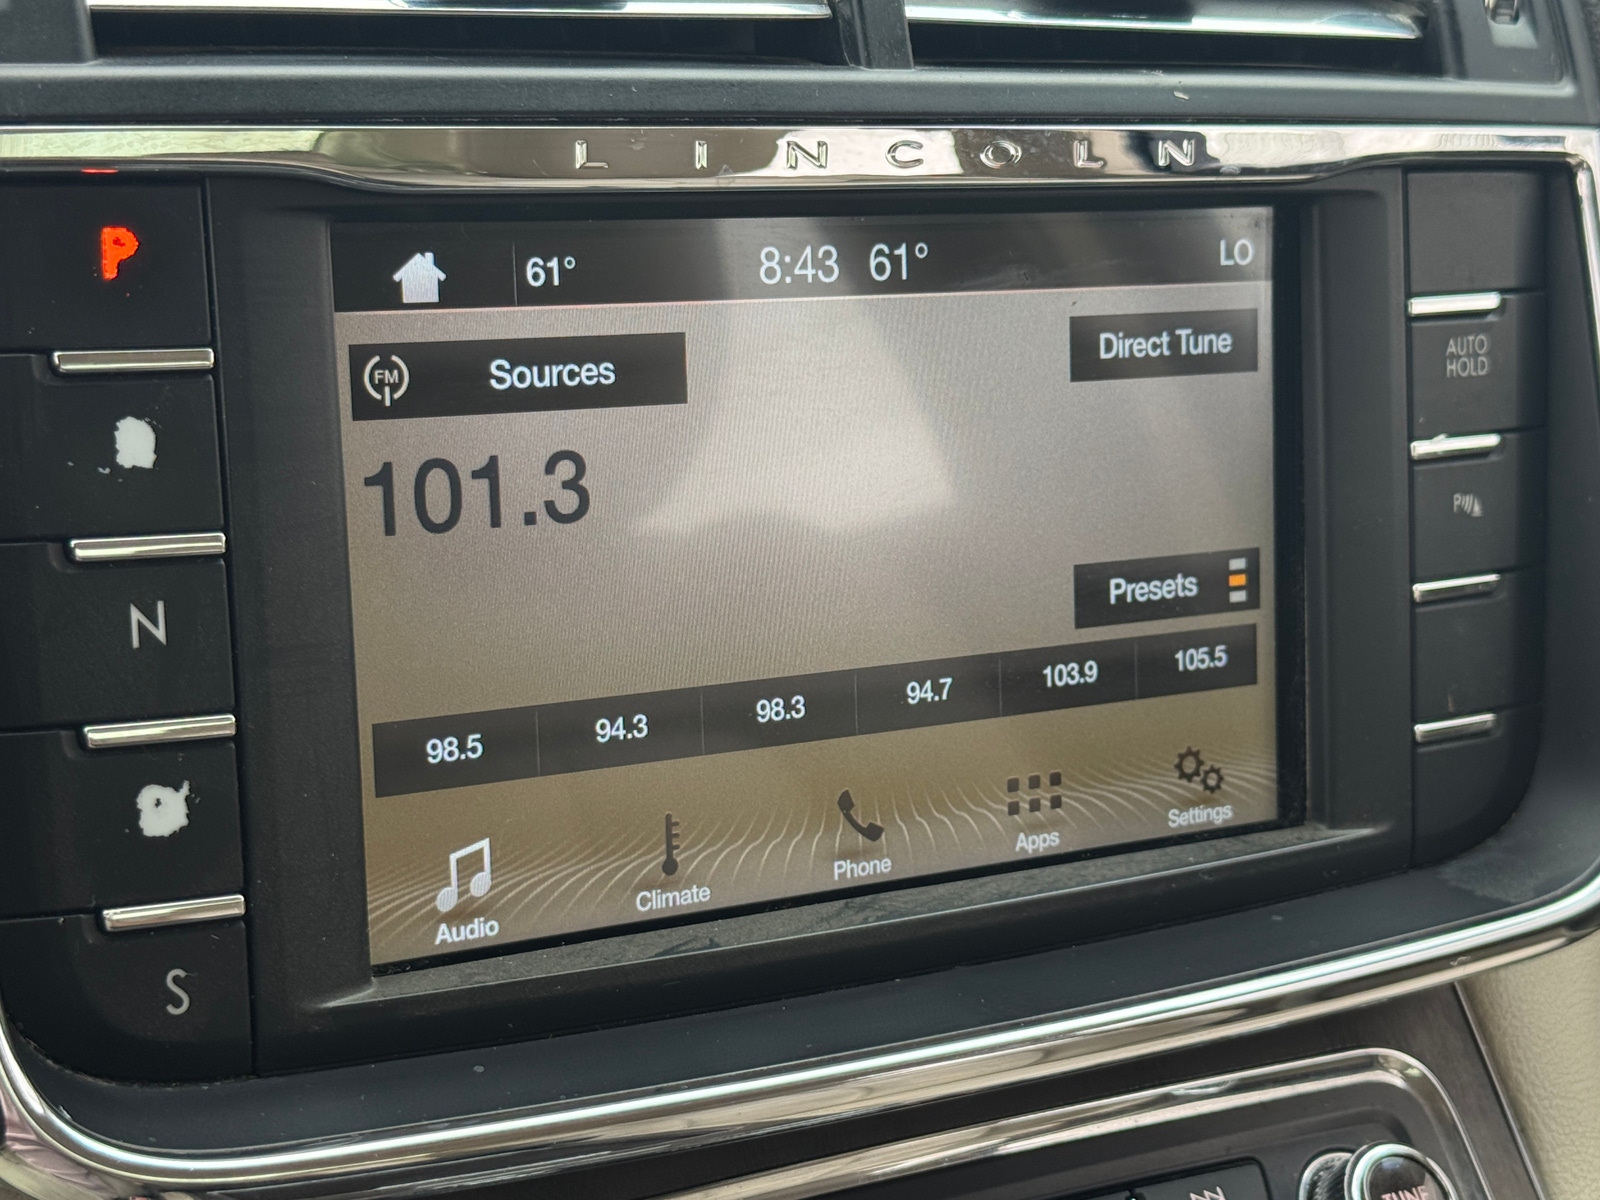 LINCOLN
P
61° 8:43 61° LO
FM Sources
Direct Tune
AUTO
HOLD
101.3
P
N
Presets
98.5 94.3 98.3 94.7 103.9 105.5
Audio Climate Phone Apps Settings
S
TUNE